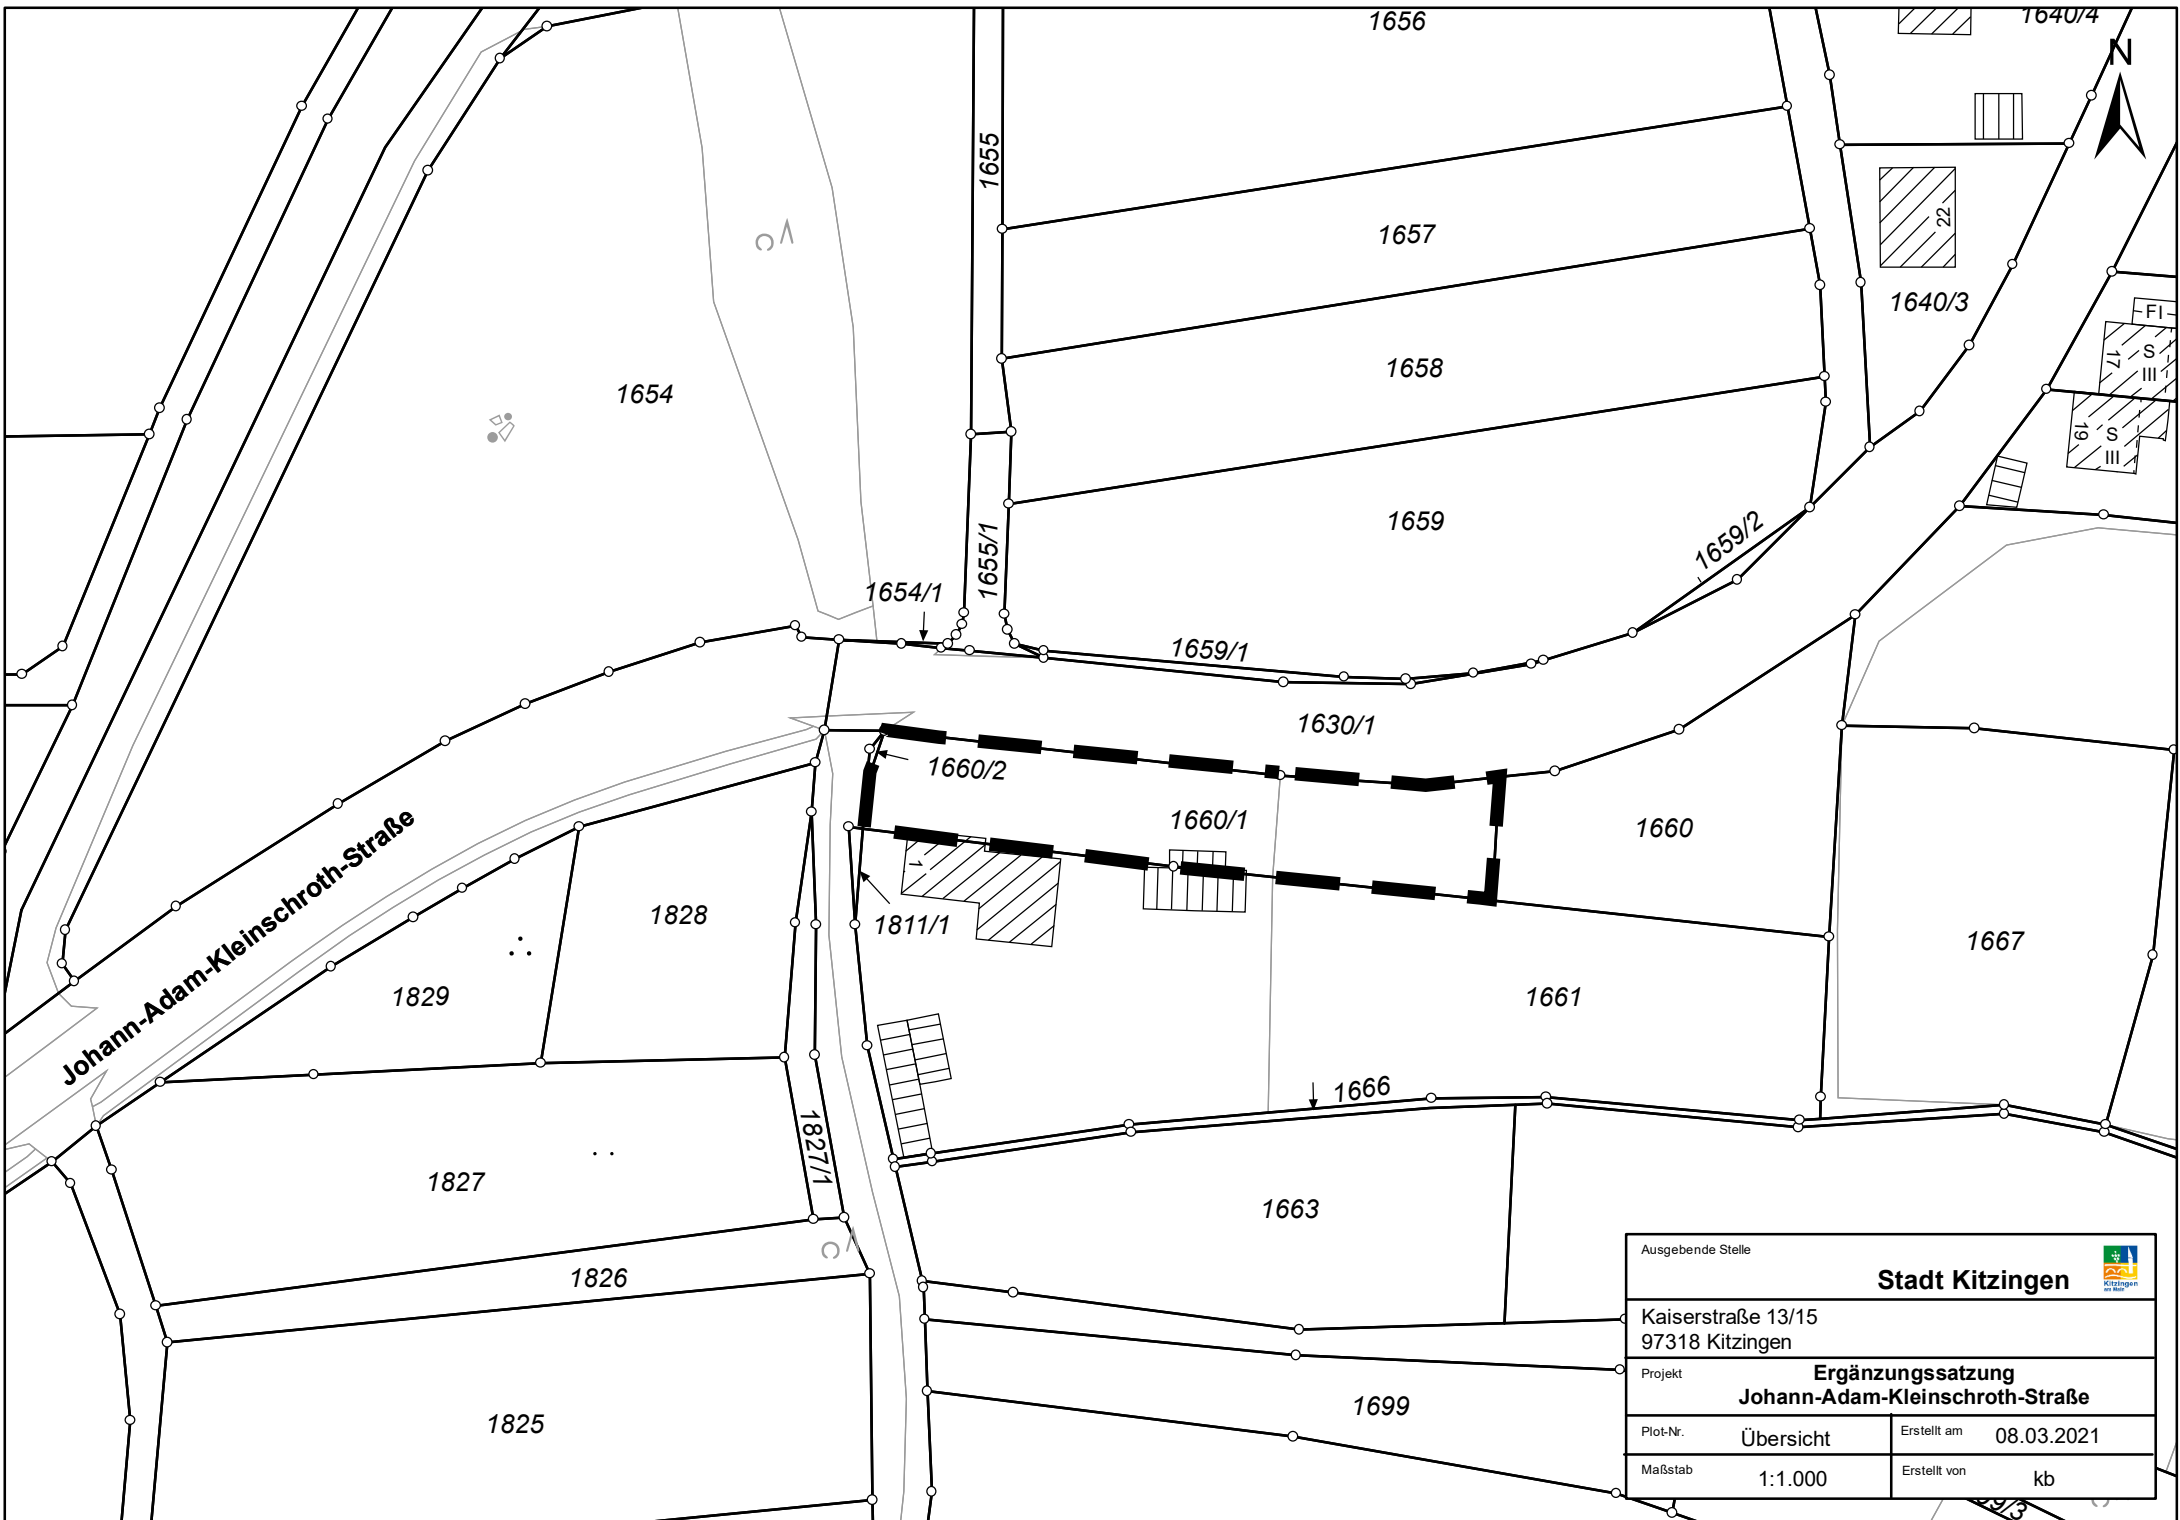 1656
1640/4
N
1655
1657
22
1640/3
FI
17
S
III
1658
1654
19
S
III
1659
1659/2
1655/1
1654/1
1659/1
1630/1
1660/2
1660/1
1660
Johann-Adam-Kleinschroth-Straße
1
1828
1811/1
1667
1829
1661
1666
1827/1
1827
1663
1826
1699
1825
Ausgebende Stelle
Stadt Kitzingen
Kitzingen
am Main
Kaiserstraße 13/15
97318 Kitzingen
Projekt
Ergänzungssatzung
Johann-Adam-Kleinschroth-Straße
Plot-Nr. Übersicht
Erstellt am 08.03.2021
Maßstab 1:1.000
Erstellt von kb